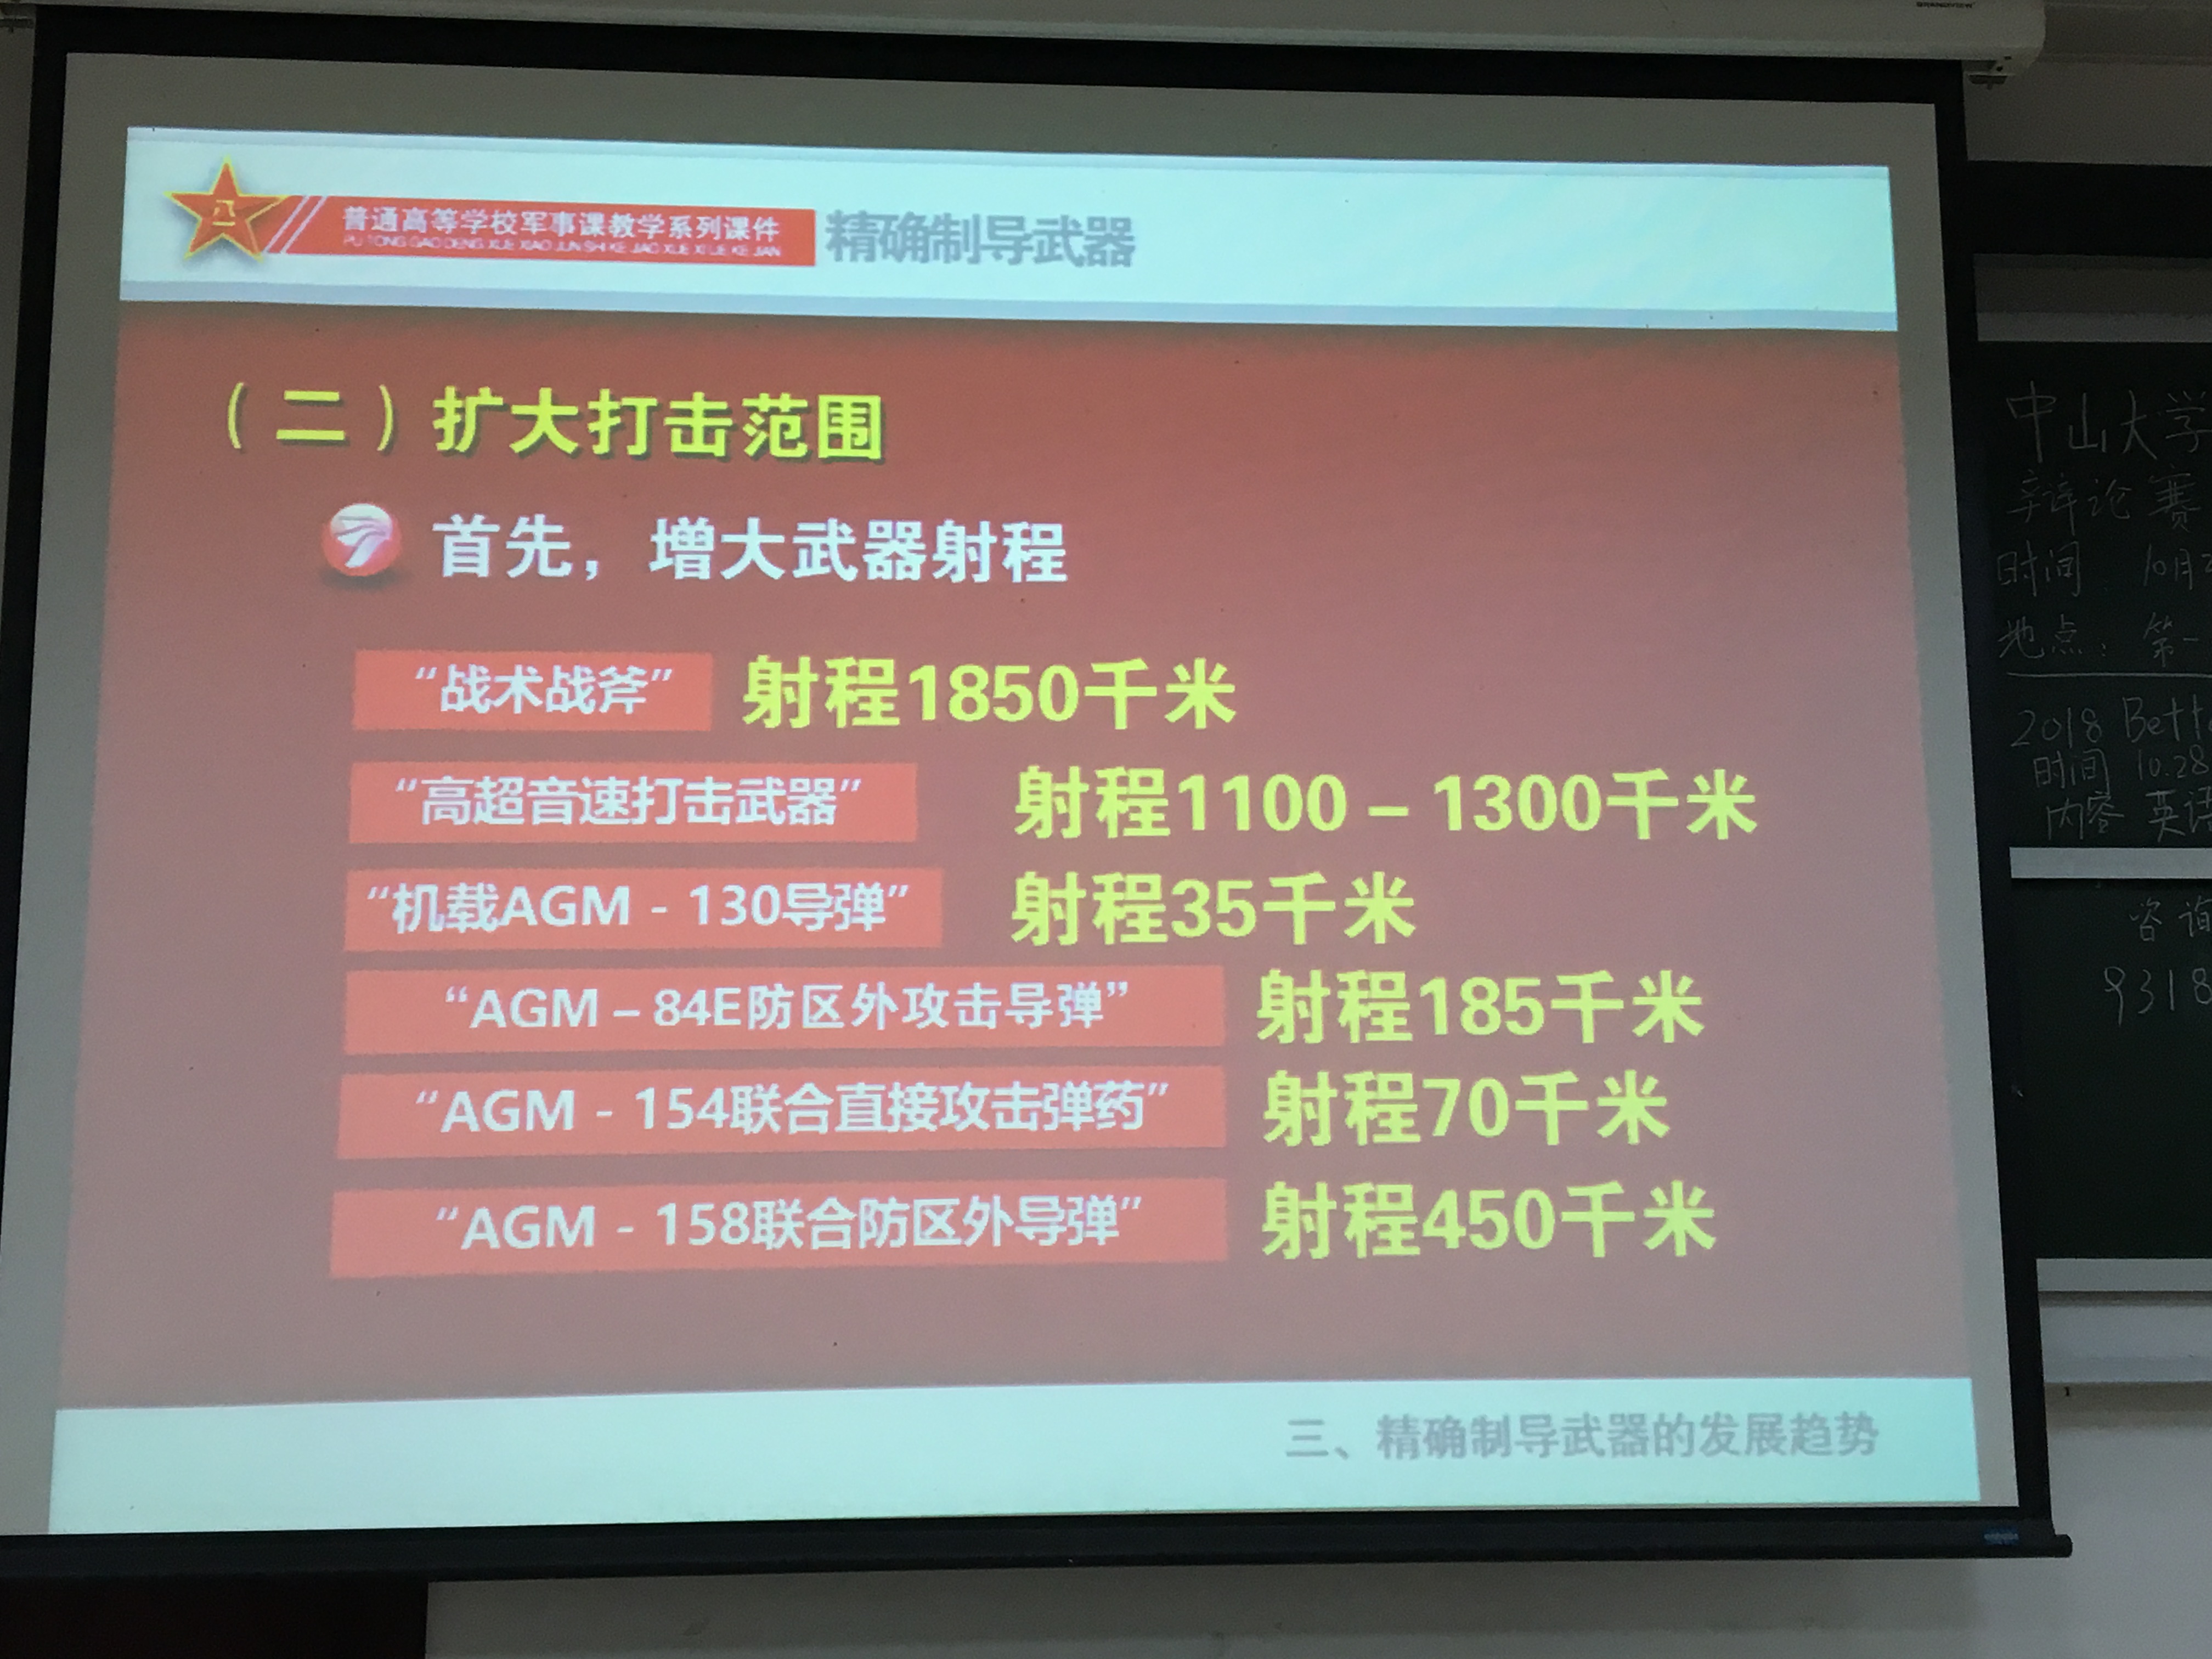 八一
普通高等学校军事课教学系列课件
PU TONG GAO DENG XUE XIAO JUN SHI KE JIAO XUE XI LIE KE JIAN
精确制导武器
（二）扩大打击范围
首先，增大武器射程
“战术战斧” 射程1850千米
“高超音速打击武器” 射程1100–1300千米
“机载AGM - 130导弹” 射程35千米
“AGM – 84E防区外攻击导弹” 射程185千米
“AGM - 154联合直接攻击弹药” 射程70千米
“AGM - 158联合防区外导弹” 射程450千米
三、精确制导武器的发展趋势
中山大学
辩论赛
时间 10月
地点：第一
2018 Bett
时间 10.28
内容 英语
咨询
9318